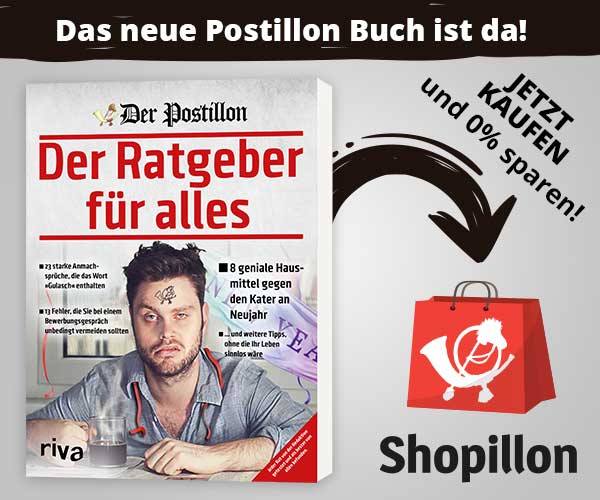 Das neue Postillon Buch ist da!
JETZT
KAUFEN
und 0% sparen!
Der Postillon
Der Ratgeber
für alles
23 starke Anmach-
sprüche, die das Wort
»Gulasch« enthalten
13 Fehler, die Sie bei einem
Bewerbungsgespräch
unbedingt vermeiden sollten
8 geniale Haus-
mittel gegen
den Kater an
Neujahr
... und weitere Tipps,
ohne die Ihr Leben
sinnlos wäre
YEA
riva
Shopillon